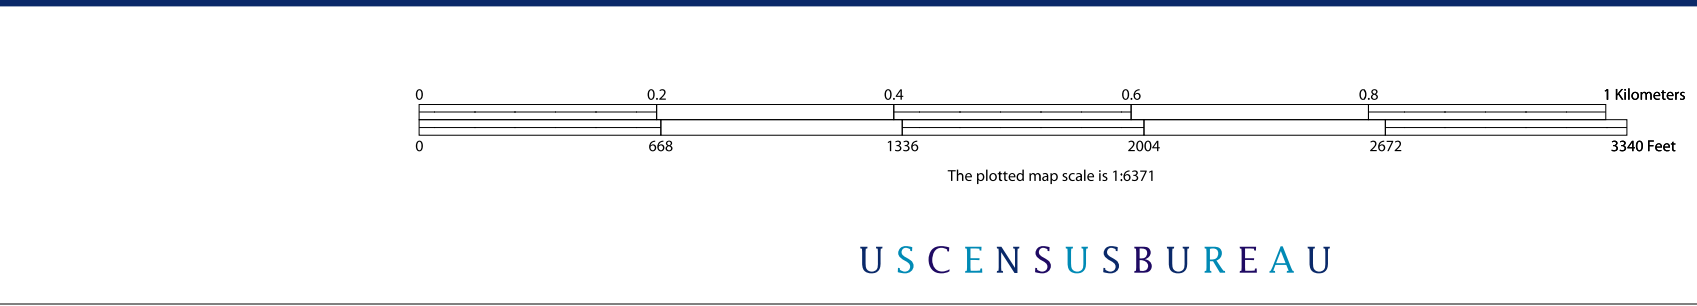 0 0.2 0.4 0.6 0.8 1 Kilometers
0 668 1336 2004 2672 3340 Feet
The plotted map scale is 1:6371
USCENSUSBUREAU